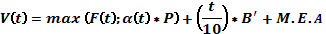 V(t) = max (F(t); α(t) * P) + (t/10) * B′ + M.E.A